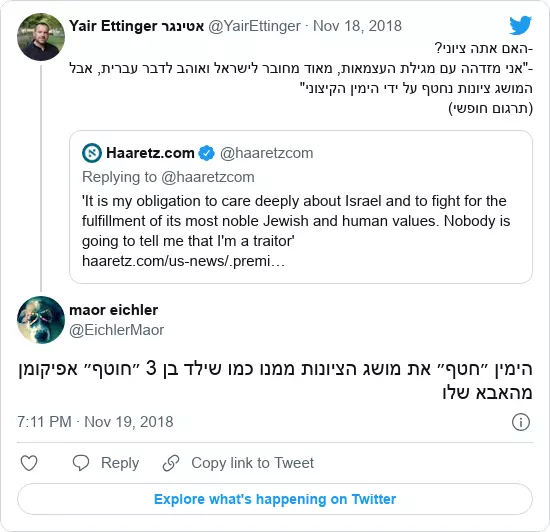 Yair Ettinger אטינגר @YairEttinger · Nov 18, 2018
-האם אתה ציוני?
-"אני מזדהה עם מגילת העצמאות, מאוד מחובר לישראל ואוהב לדבר עברית, אבל
המושג ציונות נחטף על ידי הימין הקיצוני"
(תרגום חופשי)
Haaretz.com @haaretzcom
Replying to @haaretzcom
'It is my obligation to care deeply about Israel and to fight for the
fulfillment of its most noble Jewish and human values. Nobody is
going to tell me that I'm a traitor'
haaretz.com/us-news/.premi…
maor eichler
@EichlerMaor
הימין ״חטף״ את מושג הציונות ממנו כמו שילד בן 3 ״חוטף״ אפיקומן
מהאבא שלו
7:11 PM · Nov 19, 2018
Reply
Copy link to Tweet
Explore what's happening on Twitter